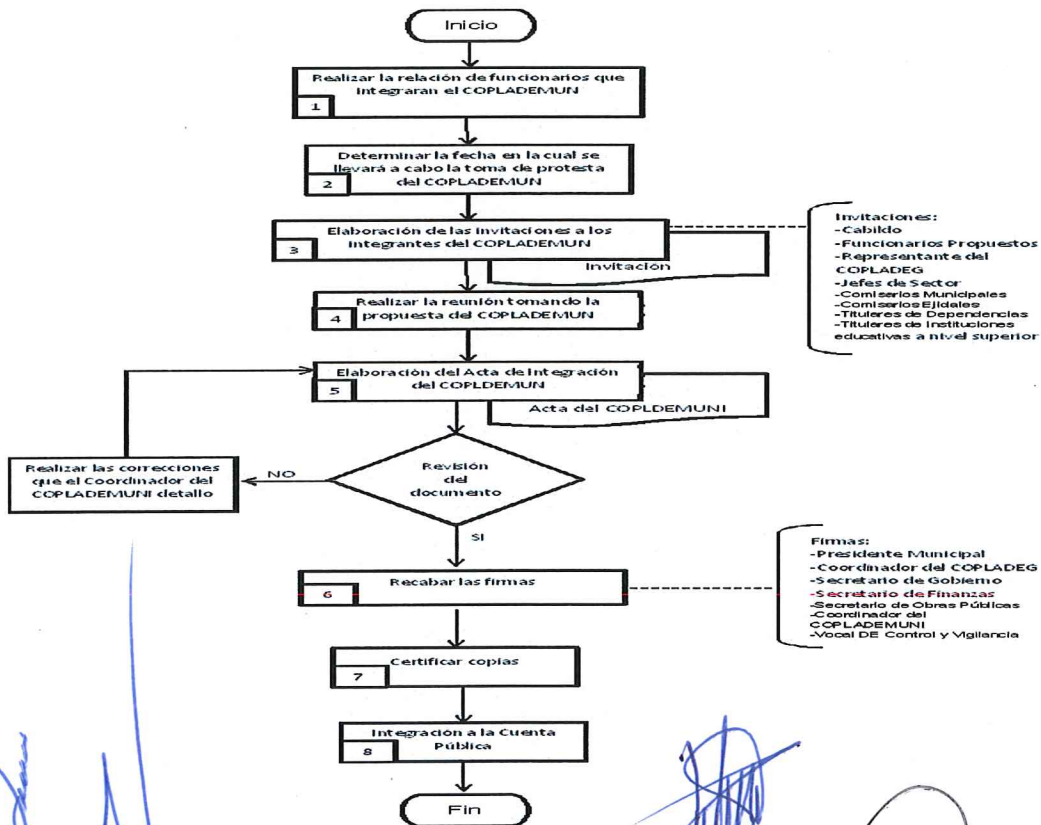 Inicio
Realizar la relación de funcionarios que
integraran el COPLADEMUN
1
Determinar la fecha en la cual se
llevará a cabo la toma de protesta
del COPLADEMUN
2
Elaboración de las invitaciones a los
integrantes del COPLADEMUN
3
Invitación
Invitaciones:
-Cabildo
-Funcionarios Propuestos
-Representante del
COPLADEG
-Jefes de Sector
-Comisarios Municipales
-Comisarios Ejidales
-Titulares de Dependencias
-Titulares de Instituciones
educativas a nivel superior
Realizar la reunión tomando la
propuesta del COPLADEMUN
4
Elaboración del Acta de Integración
del COPLDEMUN
5
Acta del COPLDEMUNI
Revisión
del
documento
NO
Realizar las correcciones
que el Coordinador del
COPLADEMUNI detallo
SI
Recabar las firmas
6
Firmas:
-Presidente Municipal
-Coordinador del COPLADEG
-Secretario de Gobierno
-Secretario de Finanzas
-Secretario de Obras Públicas
-Coordinador del
COPLADEMUNI
-Vocal DE Control y Vigilancia
Certificar copias
7
Integración a la Cuenta
Pública
8
Fin